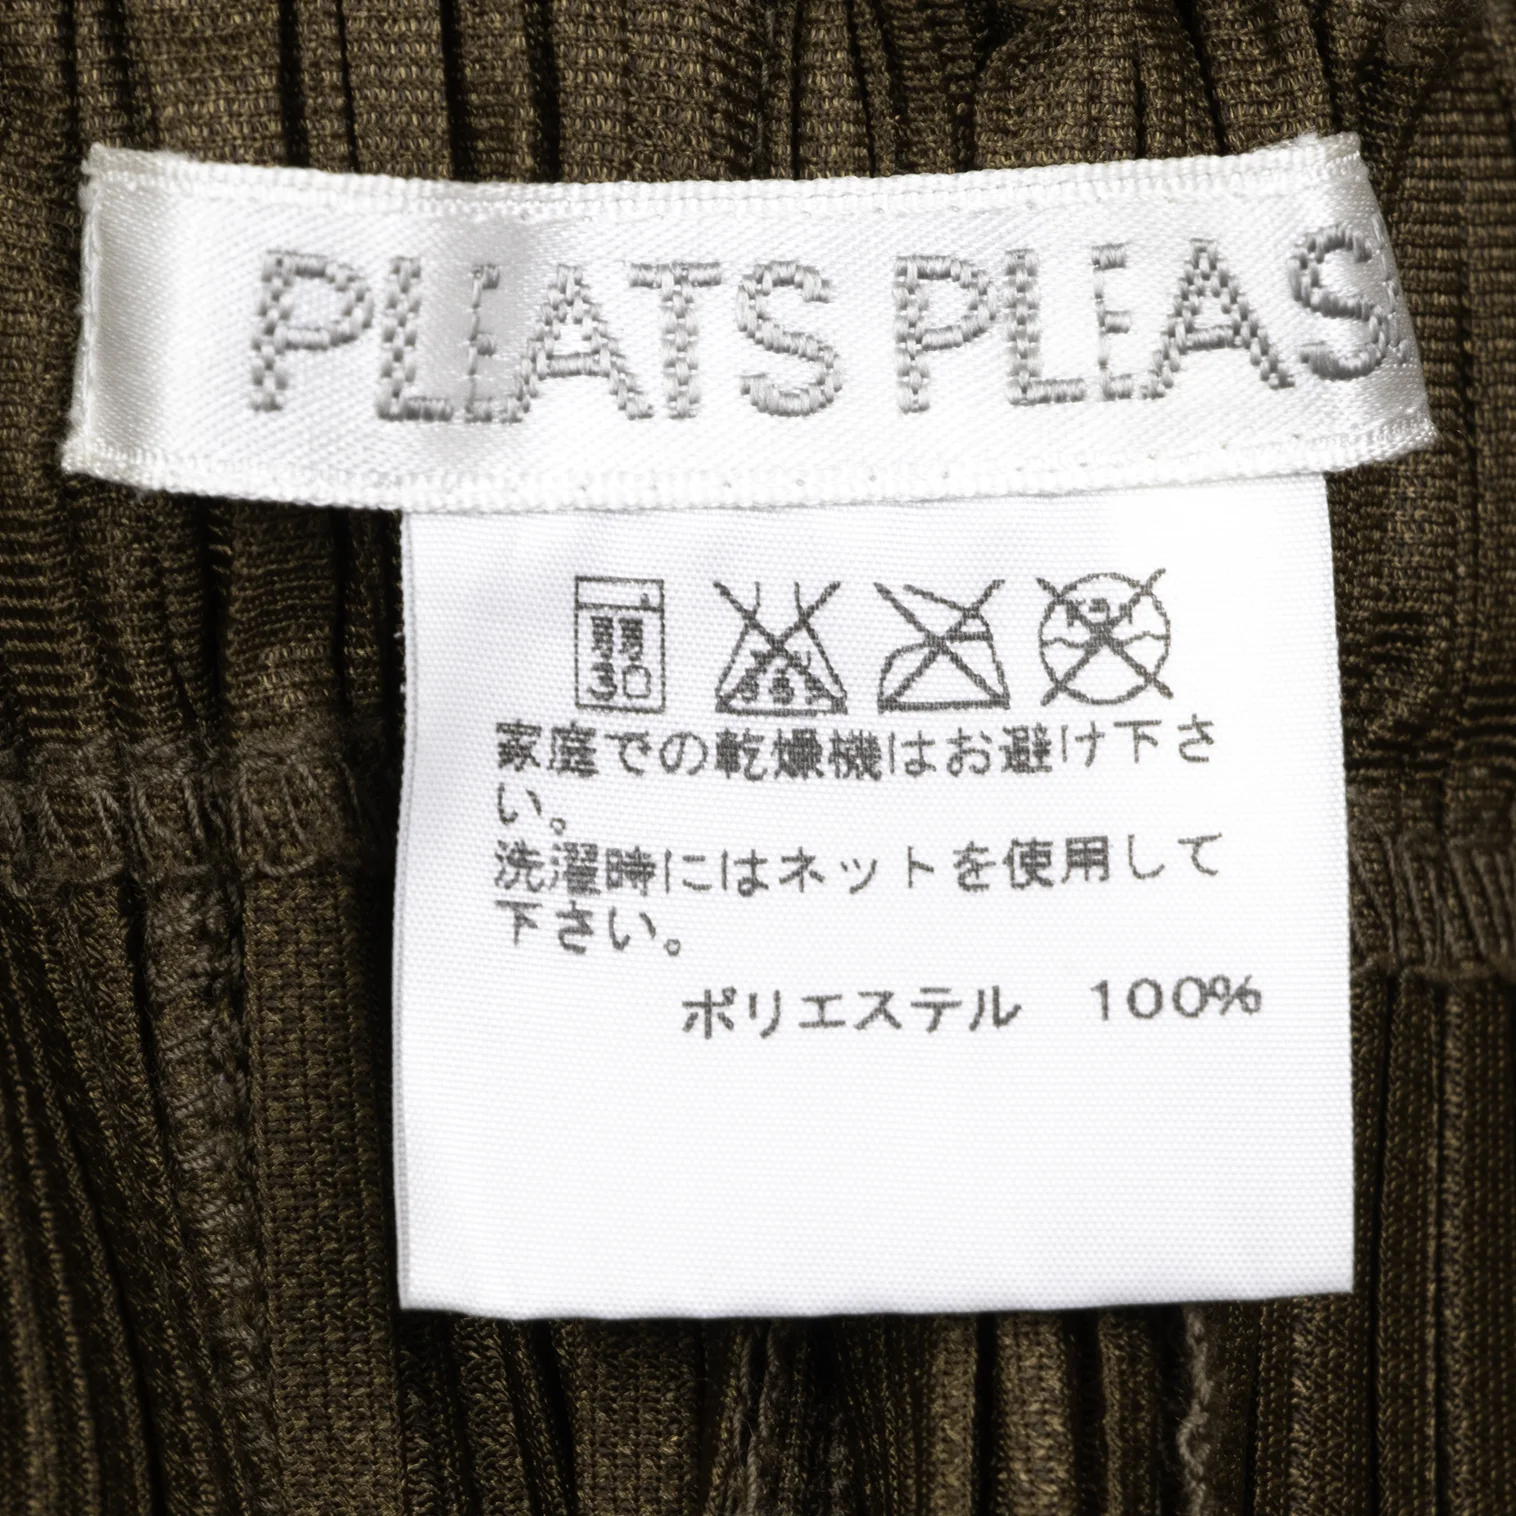 PLEATS PLEAS
家庭での乾燥機はお避け下さ
い。
洗濯時にはネットを使用して
下さい。
ポリエステル 100%